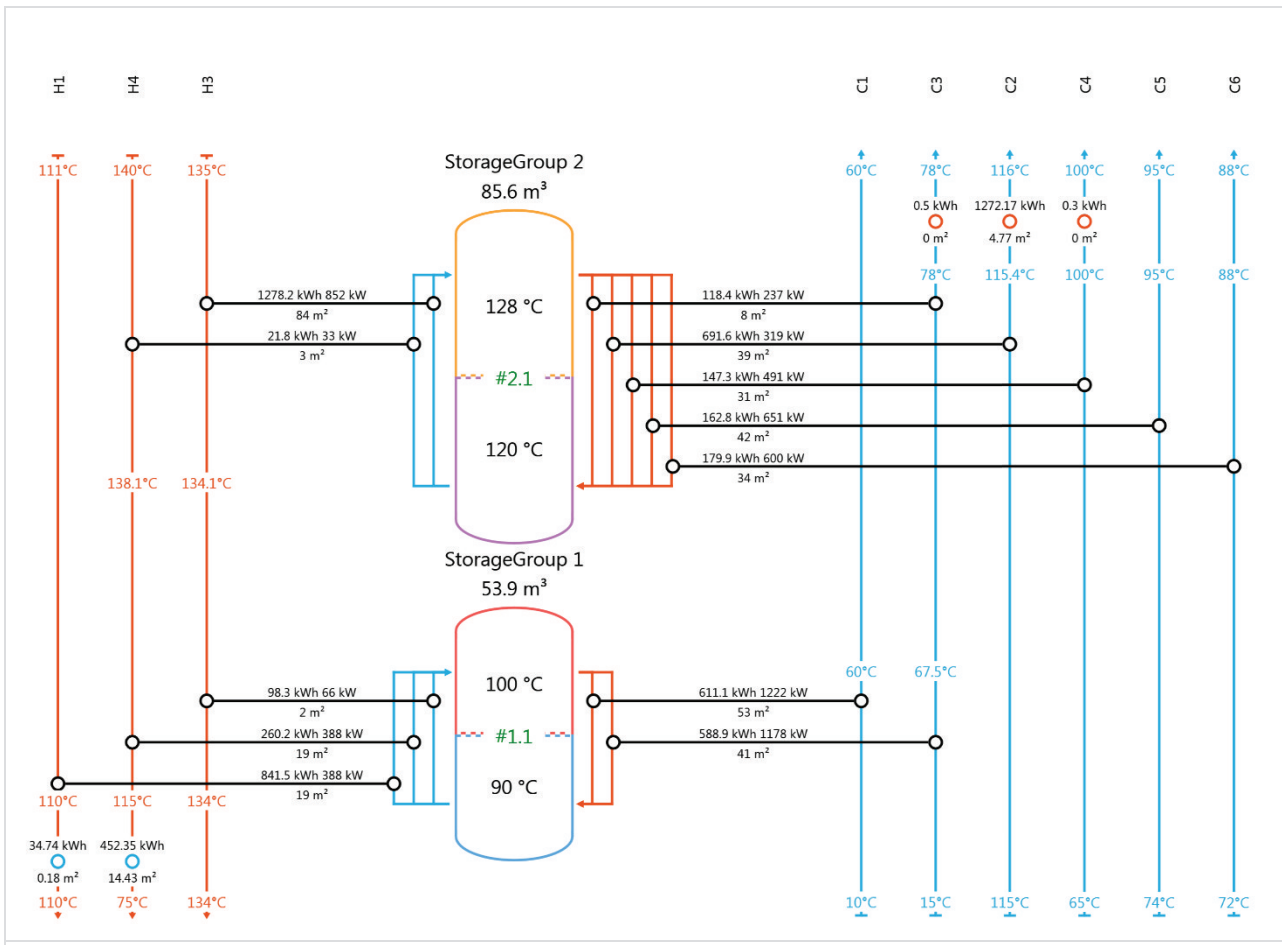 H1
H4
H3
C1
C3
C2
C4
C5
C6
111°C
140°C
135°C
StorageGroup 2
85.6 m³
60°C
78°C
116°C
100°C
95°C
88°C
0.5 kWh
1272.17 kWh
0.3 kWh
0 m²
4.77 m²
0 m²
78°C
115.4°C
100°C
95°C
88°C
1278.2 kWh 852 kW
84 m²
128 °C
118.4 kWh 237 kW
8 m²
21.8 kWh 33 kW
3 m²
691.6 kWh 319 kW
39 m²
#2.1
147.3 kWh 491 kW
31 m²
120 °C
162.8 kWh 651 kW
42 m²
179.9 kWh 600 kW
34 m²
138.1°C
134.1°C
StorageGroup 1
53.9 m³
60°C
67.5°C
98.3 kWh 66 kW
2 m²
100 °C
611.1 kWh 1222 kW
53 m²
260.2 kWh 388 kW
19 m²
#1.1
588.9 kWh 1178 kW
41 m²
841.5 kWh 388 kW
19 m²
90 °C
110°C
115°C
134°C
34.74 kWh
452.35 kWh
0.18 m²
14.43 m²
110°C
75°C
134°C
10°C
15°C
115°C
65°C
74°C
72°C